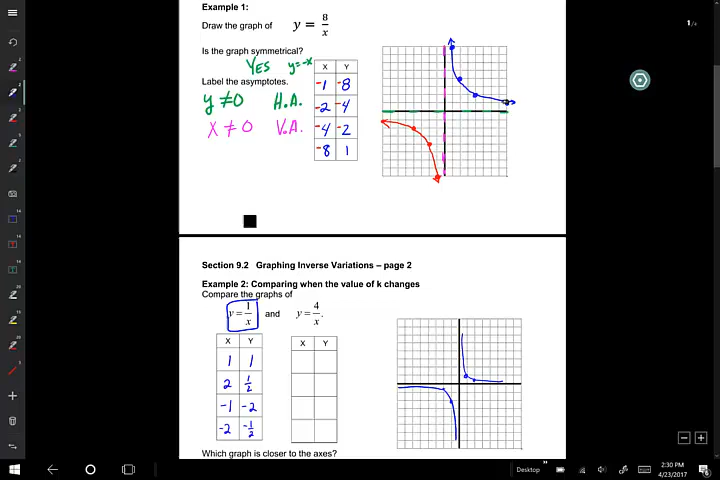 Example 1:
Draw the graph of y = 8/x
Is the graph symmetrical?
YES y=-x
Label the asymptotes.
y ≠ 0 H.A.
x ≠ 0 V.A.
X Y
-1 -8
-2 -4
-4 -2
-8 1
1/4
Section 9.2 Graphing Inverse Variations – page 2
Example 2: Comparing when the value of k changes
Compare the graphs of
y = 1/x and y = 4/x.
X Y
1 1
2 1/2
-1 -2
-2 -1/2
X Y
Which graph is closer to the axes?
Desktop
2:30 PM
4/23/2017